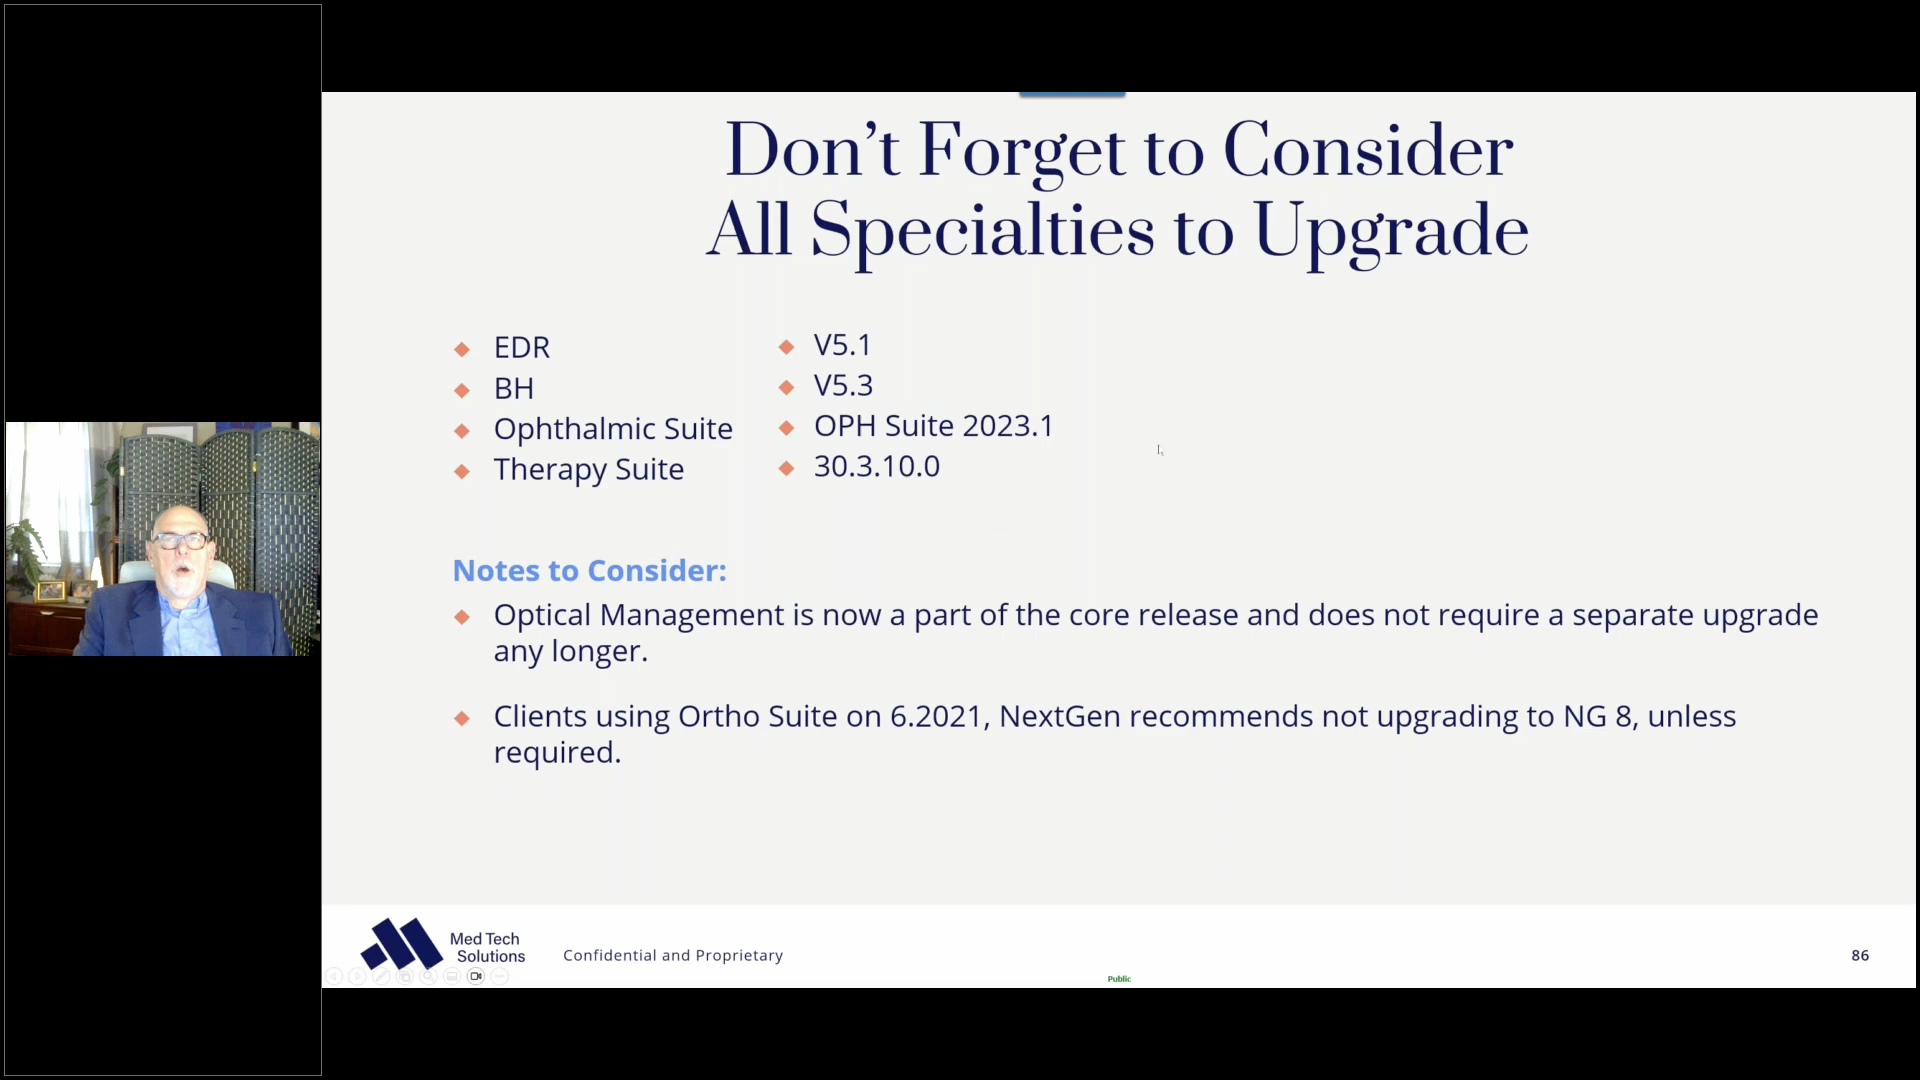 Don't Forget to Consider
All Specialties to Upgrade
EDR
BH
Ophthalmic Suite
Therapy Suite
V5.1
V5.3
OPH Suite 2023.1
30.3.10.0
Notes to Consider:
Optical Management is now a part of the core release and does not require a separate upgrade
any longer.
Clients using Ortho Suite on 6.2021, NextGen recommends not upgrading to NG 8, unless
required.
Med Tech
Solutions
Confidential and Proprietary
86
Public